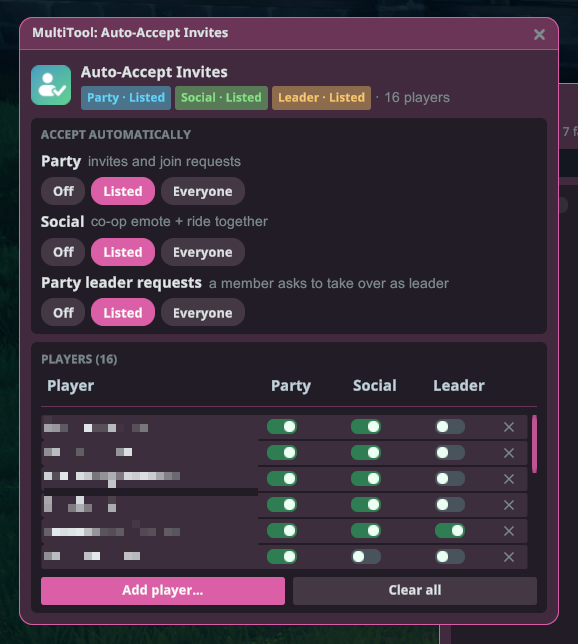 MultiTool: Auto-Accept Invites
Auto-Accept Invites
Party · Listed Social · Listed Leader · Listed · 16 players
ACCEPT AUTOMATICALLY
Party invites and join requests
Off Listed Everyone
Social co-op emote + ride together
Off Listed Everyone
Party leader requests a member asks to take over as leader
Off Listed Everyone
PLAYERS (16)
Player Party Social Leader
Add player... Clear all